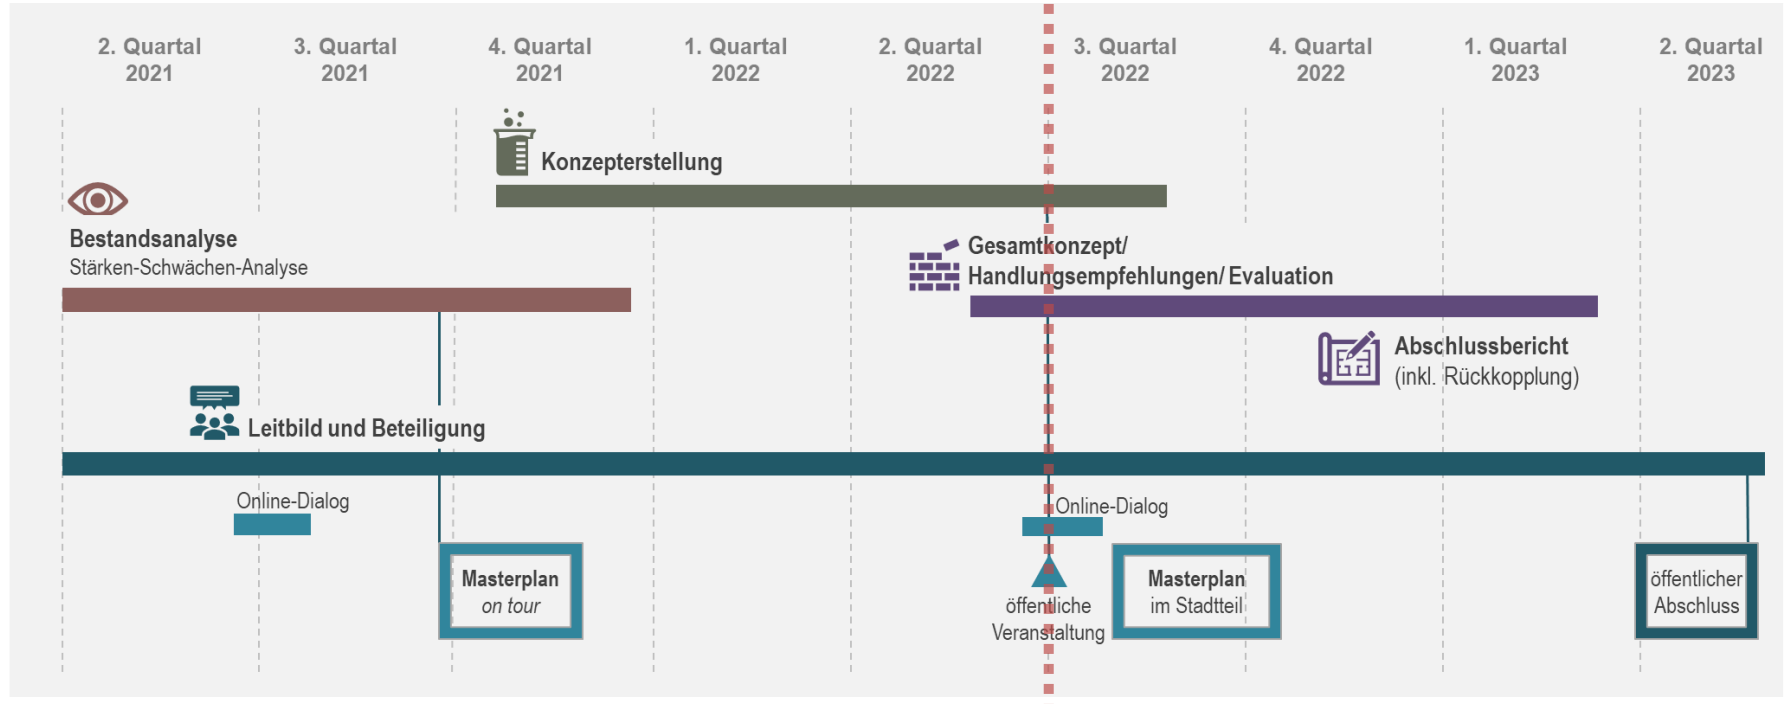 2. Quartal
2021
3. Quartal
2021
4. Quartal
2021
1. Quartal
2022
2. Quartal
2022
3. Quartal
2022
4. Quartal
2022
1. Quartal
2023
2. Quartal
2023
Konzepterstellung
Bestandsanalyse
Stärken-Schwächen-Analyse
Gesamtkonzept/
Handlungsempfehlungen/ Evaluation
Abschlussbericht
(inkl. Rückkopplung)
Leitbild und Beteiligung
Online-Dialog
Online-Dialog
Masterplan
on tour
öffentliche
Veranstaltung
Masterplan
im Stadtteil
öffentlicher
Abschluss